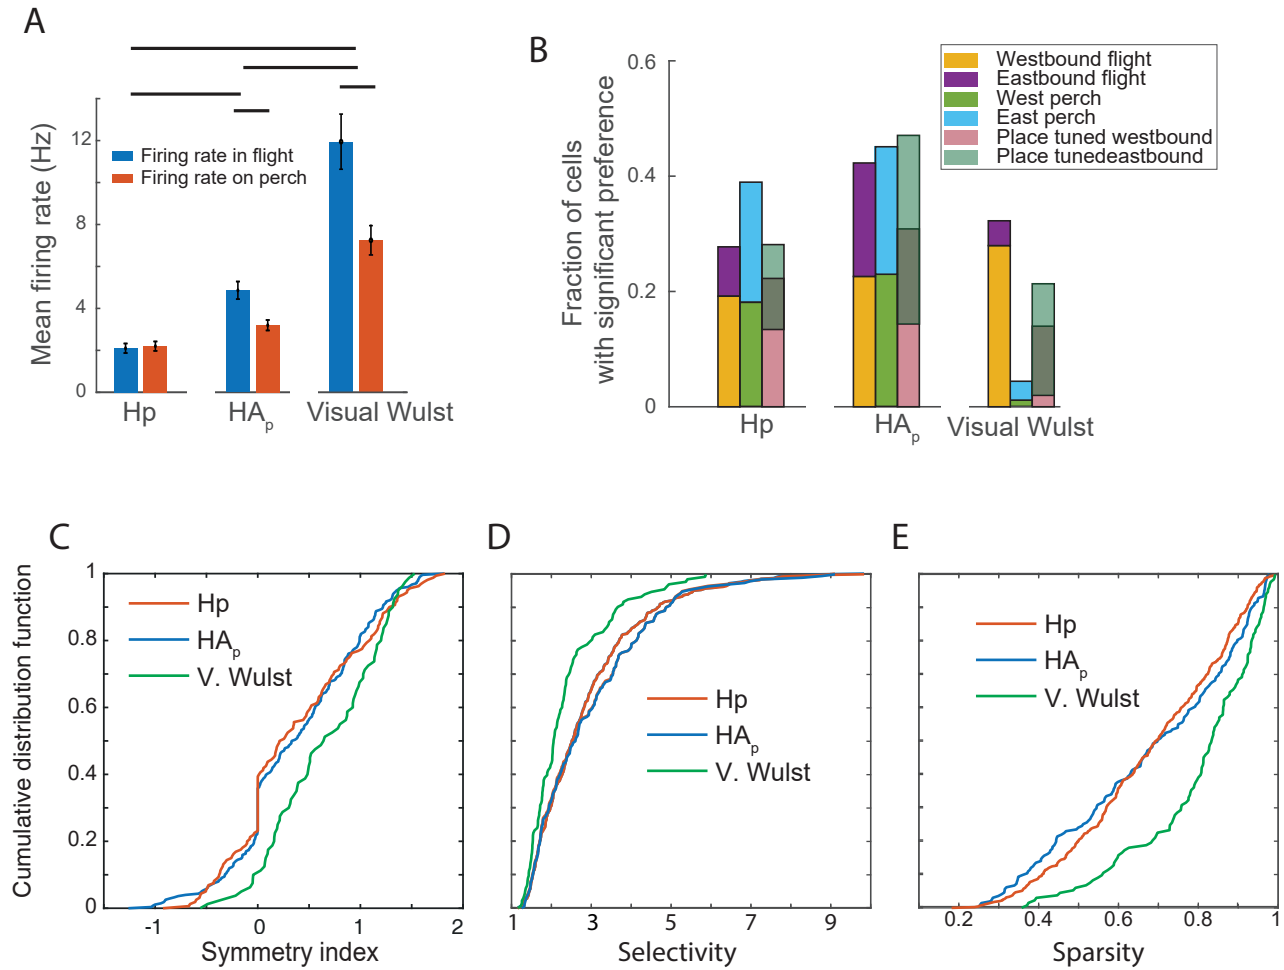 A
Mean firing rate (Hz)
12
8
4
0
Firing rate in flight
Firing rate on perch
Hp
HAp
Visual Wulst
B
Fraction of cells
with significant preference
0.6
0.4
0.2
0
Westbound flight
Eastbound flight
West perch
East perch
Place tuned westbound
Place tunedeastbound
Hp
HAp
Visual Wulst
C
Cumulative distribution function
1
0.8
0.6
0.4
0.2
0
Hp
HAp
V. Wulst
-1
0
1
2
Symmetry index
D
Hp
HAp
V. Wulst
1
3
5
7
9
Selectivity
E
Hp
HAp
V. Wulst
0.2
0.4
0.6
0.8
1
Sparsity